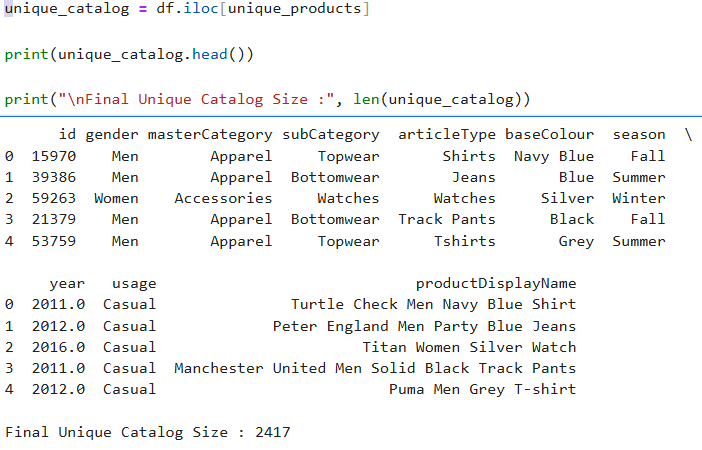 unique_catalog = df.iloc[unique_products]
print(unique_catalog.head())
print("\nFinal Unique Catalog Size :", len(unique_catalog))
id gender masterCategory subCategory articleType baseColour season \
0 15970 Men Apparel Topwear Shirts Navy Blue Fall
1 39386 Men Apparel Bottomwear Jeans Blue Summer
2 59263 Women Accessories Watches Watches Silver Winter
3 21379 Men Apparel Bottomwear Track Pants Black Fall
4 53759 Men Apparel Topwear Tshirts Grey Summer
year usage productDisplayName
0 2011.0 Casual Turtle Check Men Navy Blue Shirt
1 2012.0 Casual Peter England Men Party Blue Jeans
2 2016.0 Casual Titan Women Silver Watch
3 2011.0 Casual Manchester United Men Solid Black Track Pants
4 2012.0 Casual Puma Men Grey T-shirt
Final Unique Catalog Size : 2417